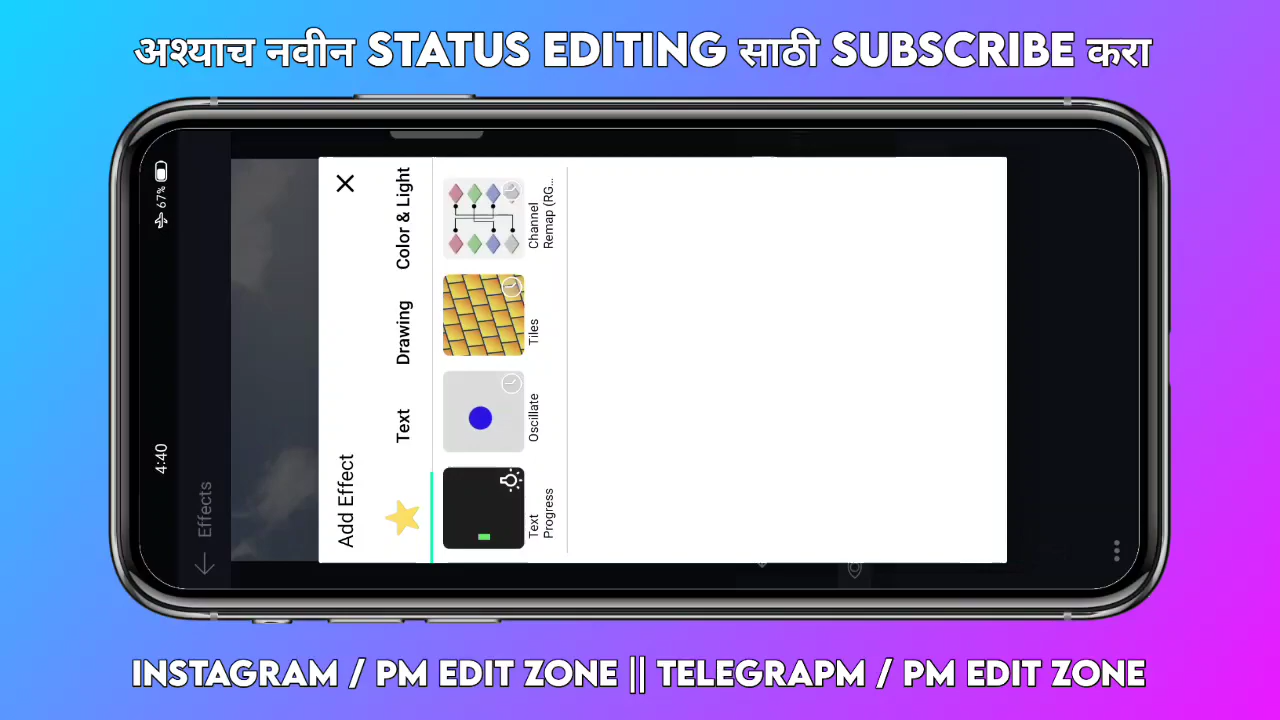 अश्याच नवीन STATUS EDITING साठी SUBSCRIBE करा
67%
4:40
Effects
Add Effect
Text
Drawing
Color & Light
Text
Progress
Oscillate
Tiles
Channel
Remap (RG...
INSTAGRAM / PM EDIT ZONE || TELEGRAPM / PM EDIT ZONE